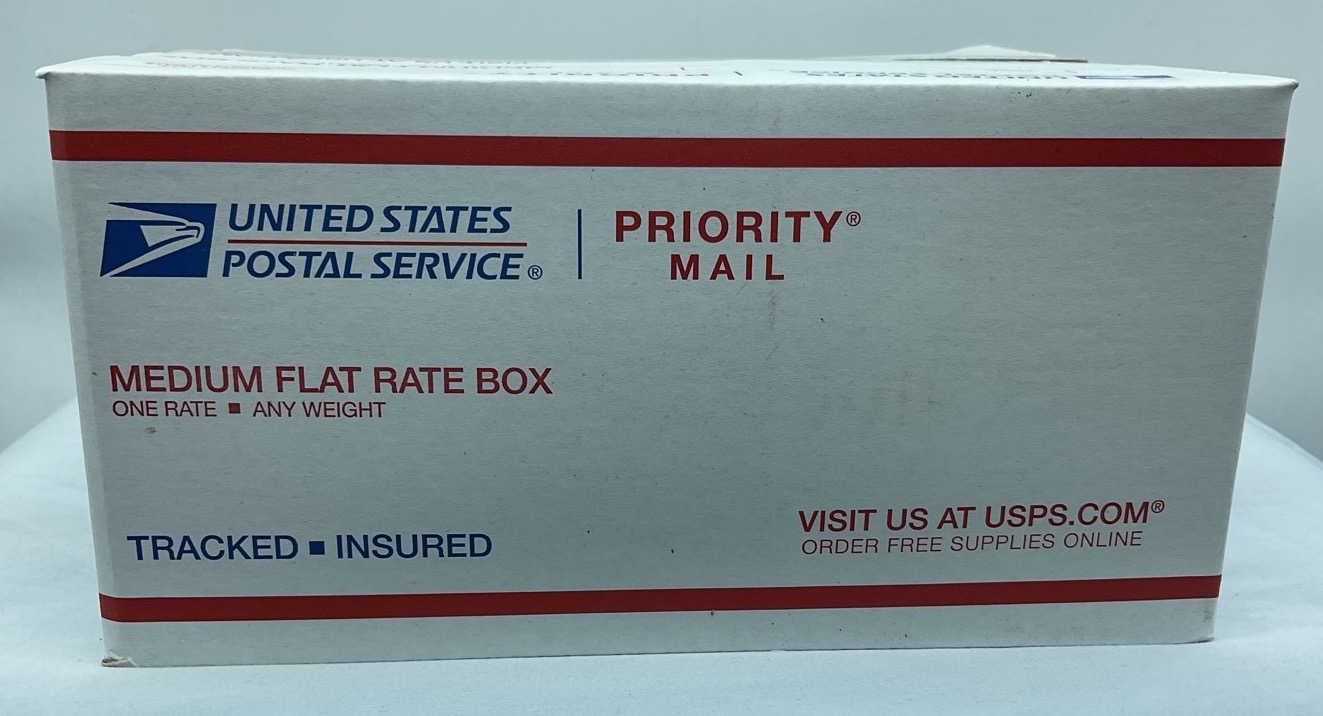 UNITED STATES
POSTAL SERVICE®
PRIORITY®
MAIL
MEDIUM FLAT RATE BOX
ONE RATE ■ ANY WEIGHT
TRACKED ■ INSURED
VISIT US AT USPS.COM®
ORDER FREE SUPPLIES ONLINE